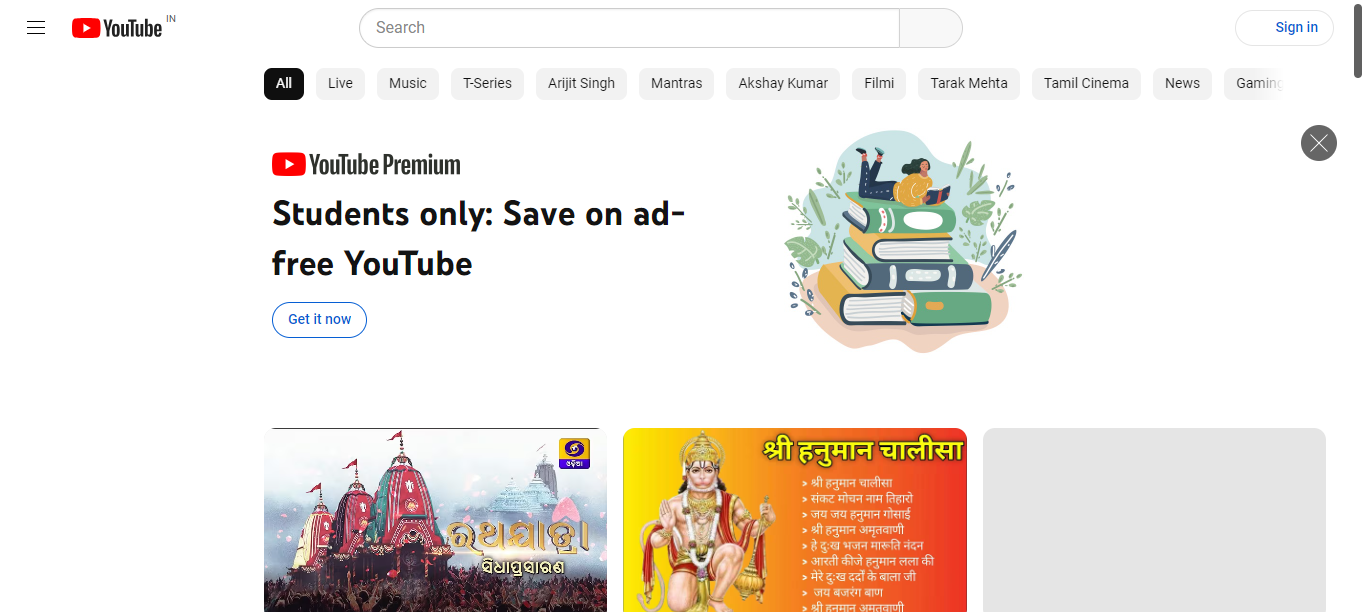 YouTube IN
Search
Sign in
All
Live
Music
T-Series
Arijit Singh
Mantras
Akshay Kumar
Filmi
Tarak Mehta
Tamil Cinema
News
Gaming
YouTube Premium
Students only: Save on ad-
free YouTube
Get it now
ଓଡ଼ିଆ
ରଥଯାତ୍ରା
ସିଧାପ୍ରସାରଣ
श्री हनुमान चालीसा
» श्री हनुमान चालीसा
» संकट मोचन नाम तिहारो
» जय जय हनुमान गोसाई
» श्री हनुमान अमृतवाणी
» हे दुःख भजन मारूति नंदन
» आरती कीजे हनुमान लला की
» मेरे दुःख दर्दों के बाला जी
» जय बजरंग बाण
» श्री हनुमान अमृतवाणी